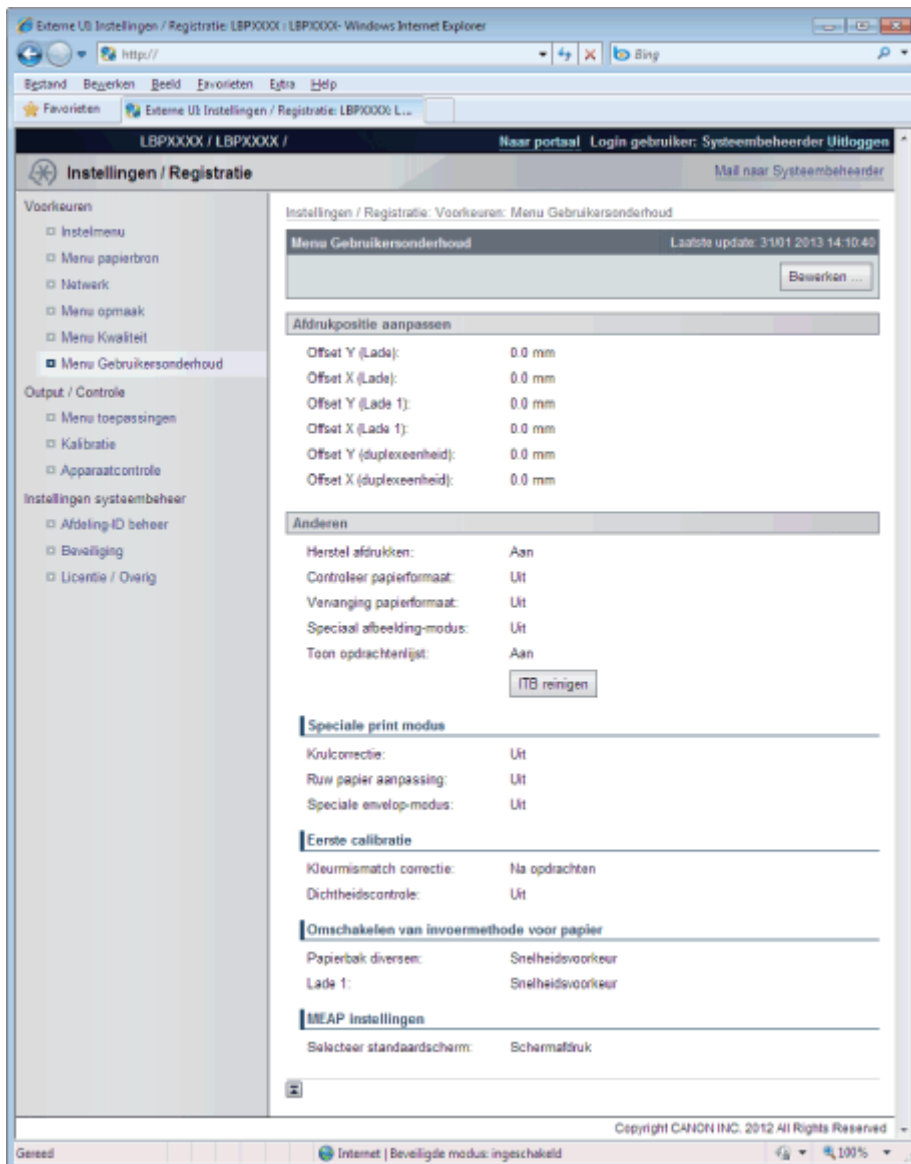 Externe UI: Instellingen / Registratie: LBPXXXX : LBPXXXX- Windows Internet Explorer
http://
Bing
Bestand Bewerken Beeld Favorieten Extra Help
Favorieten
Externe UI: Instellingen / Registratie: LBPXXXX: L...
LBPXXXX / LBPXXXX /
Naar portaal Login gebruiker: Systeembeheerder Uitloggen
Instellingen / Registratie
Mail naar Systeembeheerder
Voorkeuren
Instelmenu
Menu papierbron
Netwerk
Menu opmaak
Menu Kwaliteit
Menu Gebruikersonderhoud
Output / Controle
Menu toepassingen
Kalibratie
Apparaatcontrole
Instellingen systeembeheer
Afdeling-ID beheer
Beveiliging
Licentie / Overig
Instellingen / Registratie: Voorkeuren: Menu Gebruikersonderhoud
Menu Gebruikersonderhoud
Laatste update: 31/01 2013 14:10:40
Bewerken ...
Afdrukpositie aanpassen
Offset Y (Lade): 0.0 mm
Offset X (Lade): 0.0 mm
Offset Y (Lade 1): 0.0 mm
Offset X (Lade 1): 0.0 mm
Offset Y (duplexeenheid): 0.0 mm
Offset X (duplexeenheid): 0.0 mm
Anderen
Herstel afdrukken: Aan
Controleer papierformaat: Uit
Vervanging papierformaat: Uit
Speciaal afbeelding-modus: Uit
Toon opdrachtenlijst: Aan
ITB reinigen
Speciale print modus
Krulcorrectie: Uit
Ruw papier aanpassing: Uit
Speciale envelop-modus: Uit
Eerste calibratie
Kleurmismatch correctie: Na opdrachten
Dichtheidscontrole: Uit
Omschakelen van invoermethode voor papier
Papierbak diversen: Snelheidsvoorkeur
Lade 1: Snelheidsvoorkeur
MEAP instellingen
Selecteer standaardscherm: Schermafdruk
Copyright CANON INC. 2012 All Rights Reserved
Gereed
Internet | Beveiligde modus: ingeschakeld
100%